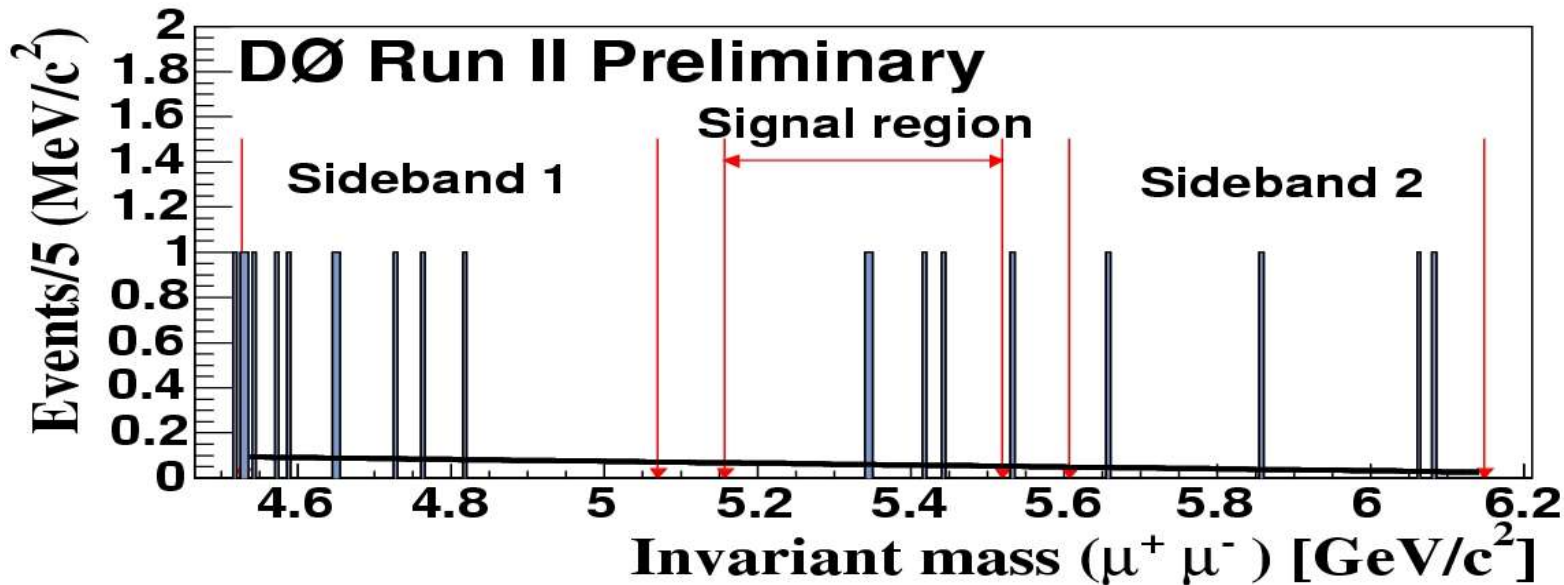 DØ Run II Preliminary
Signal region
Sideband 1
Sideband 2
Events/5 (MeV/c²)
2
1.8
1.6
1.4
1.2
1
0.8
0.6
0.4
0.2
0
4.6 4.8 5 5.2 5.4 5.6 5.8 6 6.2
Invariant mass (μ⁺ μ⁻ ) [GeV/c²]